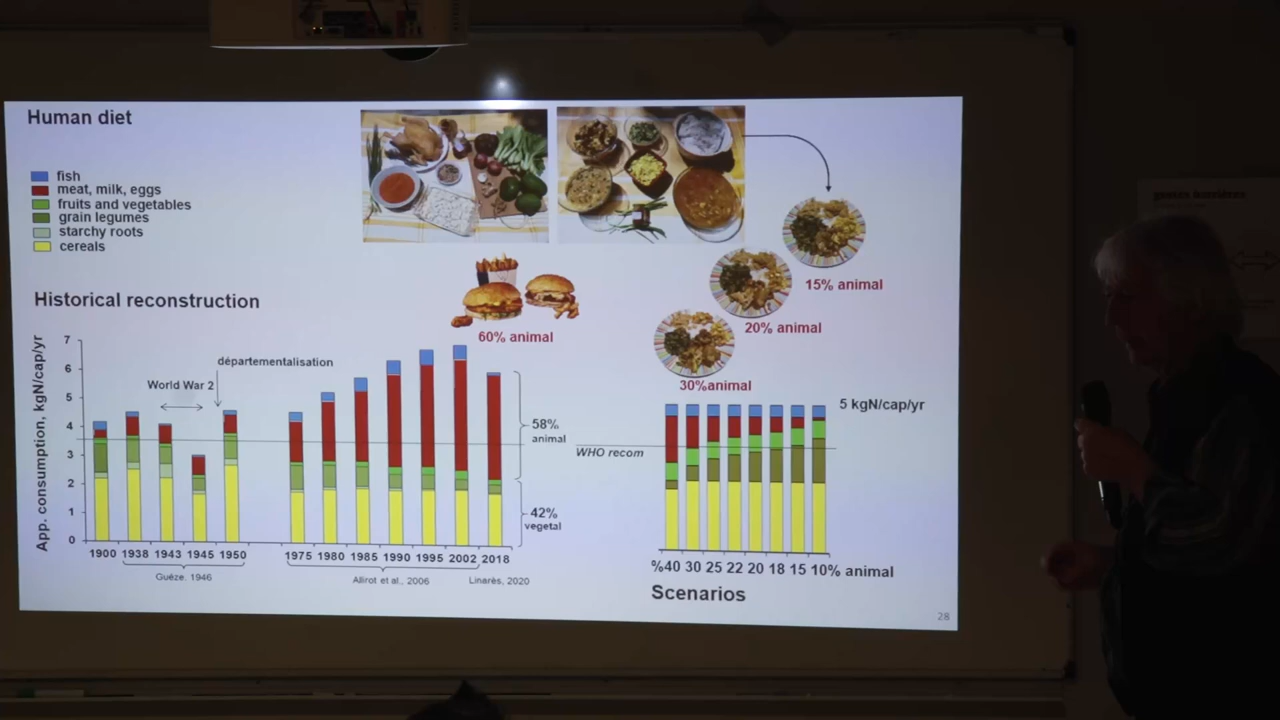 Human diet
fish
meat, milk, eggs
fruits and vegetables
grain legumes
starchy roots
cereals
15% animal
20% animal
30%animal
60% animal
Historical reconstruction
App. consumption, kgN/cap/yr
7
6
5
4
3
2
1
0
World War 2
départementalisation
58%
animal
42%
vegetal
1900 1938 1943 1945 1950 1975 1980 1985 1990 1995 2002 2018
Guéze. 1946
Allirot et al., 2006
Linarès, 2020
5 kgN/cap/yr
WHO recom
%40 30 25 22 20 18 15 10% animal
Scenarios
28